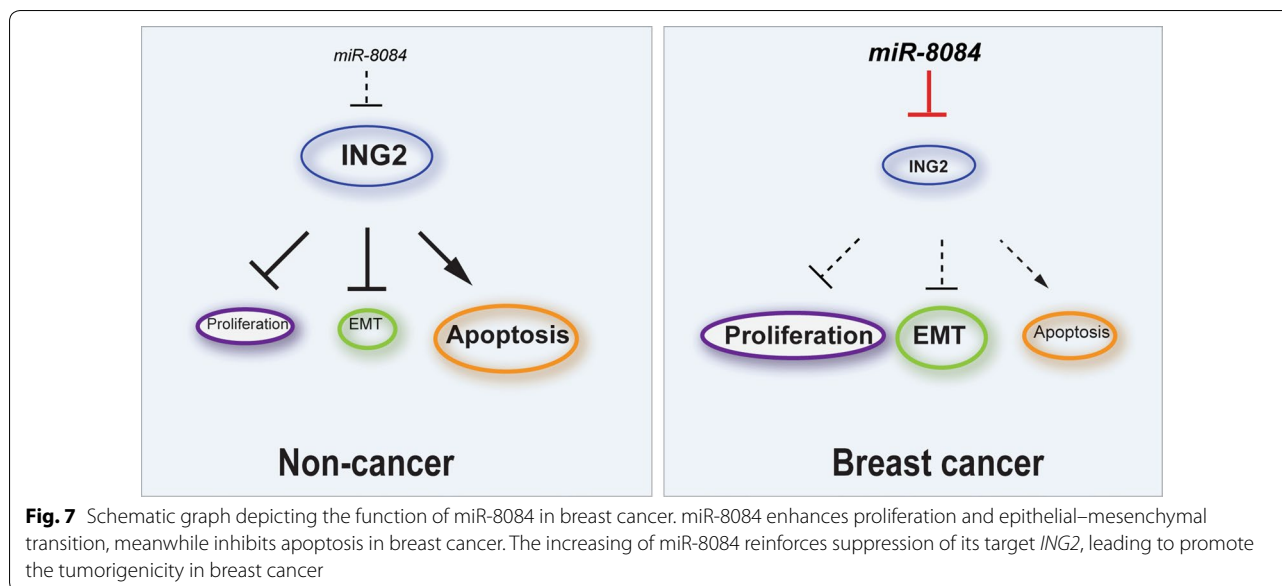 miR-8084
ING2
Proliferation
EMT
Apoptosis
Non-cancer
miR-8084
ING2
Proliferation
EMT
Apoptosis
Breast cancer
Fig. 7 Schematic graph depicting the function of miR-8084 in breast cancer. miR-8084 enhances proliferation and epithelial–mesenchymal
transition, meanwhile inhibits apoptosis in breast cancer. The increasing of miR-8084 reinforces suppression of its target ING2, leading to promote
the tumorigenicity in breast cancer